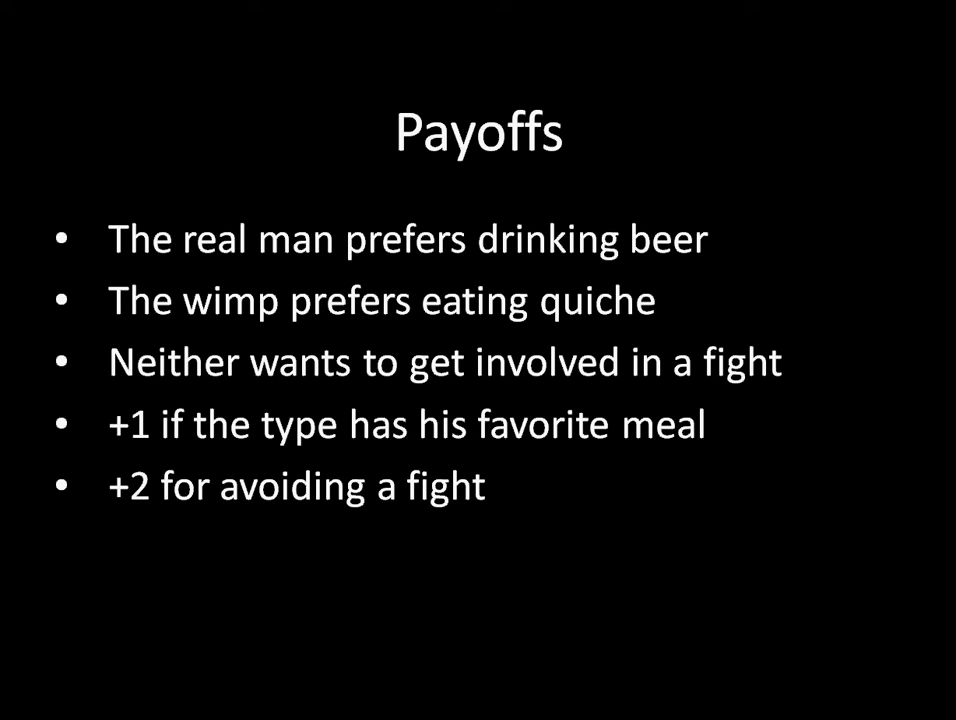 Payoffs
• The real man prefers drinking beer
• The wimp prefers eating quiche
• Neither wants to get involved in a fight
• +1 if the type has his favorite meal
• +2 for avoiding a fight